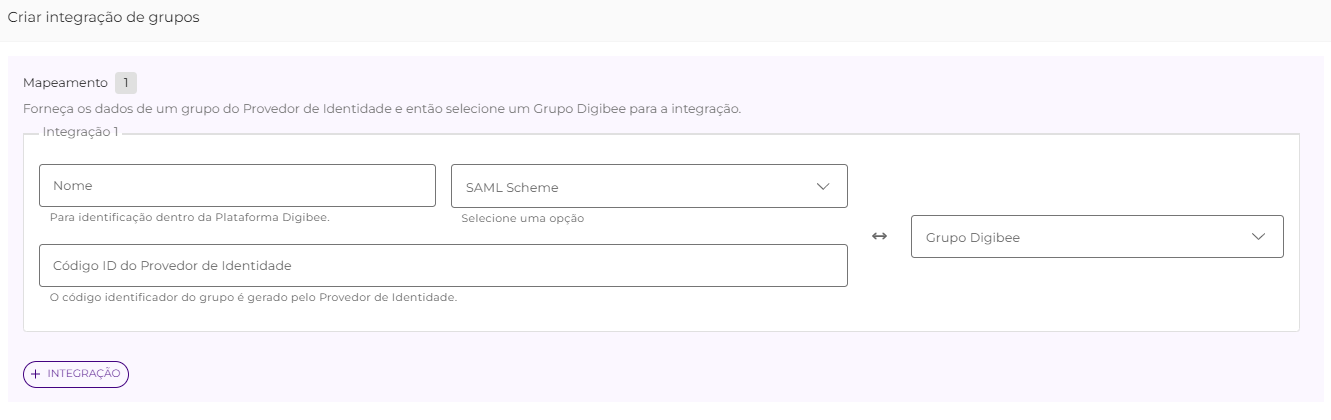 Criar integração de grupos
Mapeamento 1
Forneça os dados de um grupo do Provedor de Identidade e então selecione um Grupo Digibee para a integração.
Integração 1
Nome
Para identificação dentro da Plataforma Digibee.
SAML Scheme
Selecione uma opção
Código ID do Provedor de Identidade
O código identificador do grupo é gerado pelo Provedor de Identidade.
Grupo Digibee
+ INTEGRAÇÃO